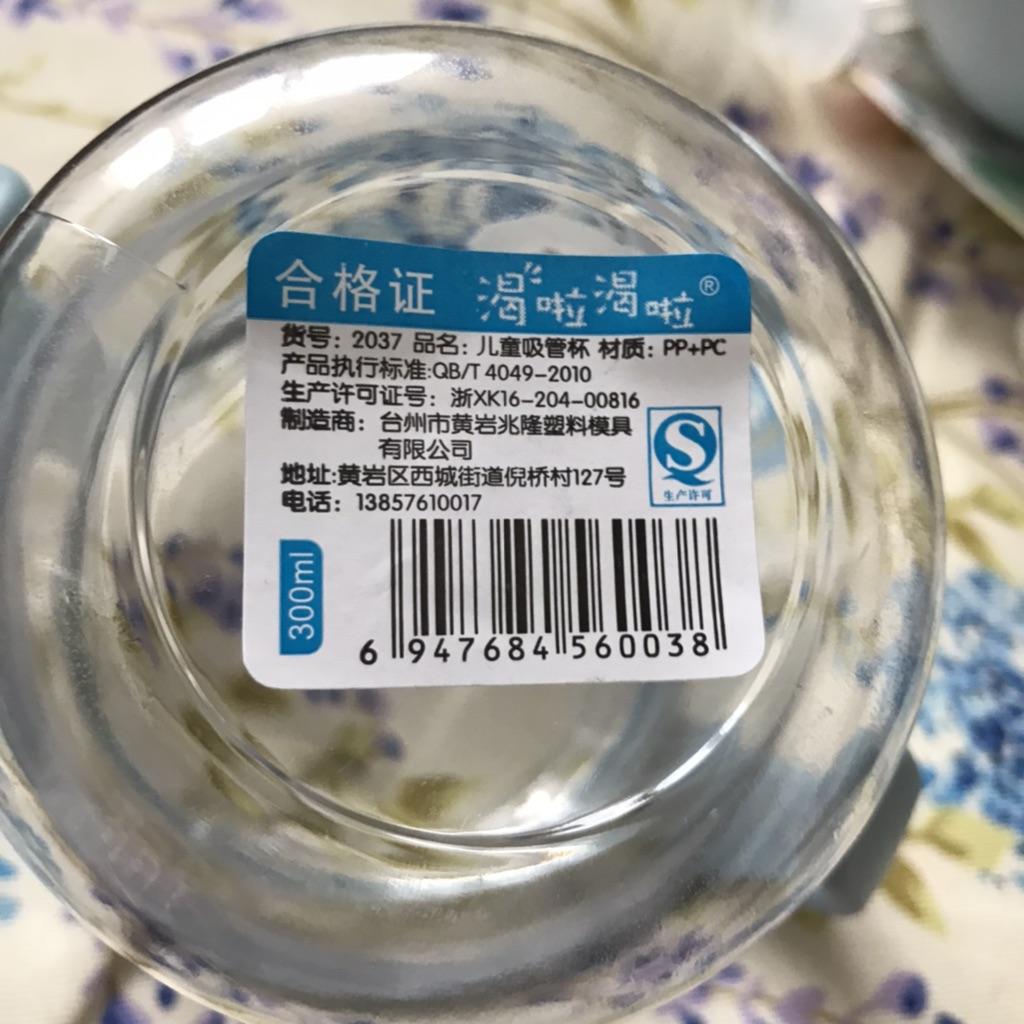 合格证 渴啦渴啦®
货号：2037 品名：儿童吸管杯 材质：PP+PC
产品执行标准:QB/T 4049-2010
生产许可证号：浙XK16-204-00816
制造商：台州市黄岩兆隆塑料模具
有限公司
地址:黄岩区西城街道倪桥村127号
电话：13857610017
QS
生产许可
300ml
6 947684 560038